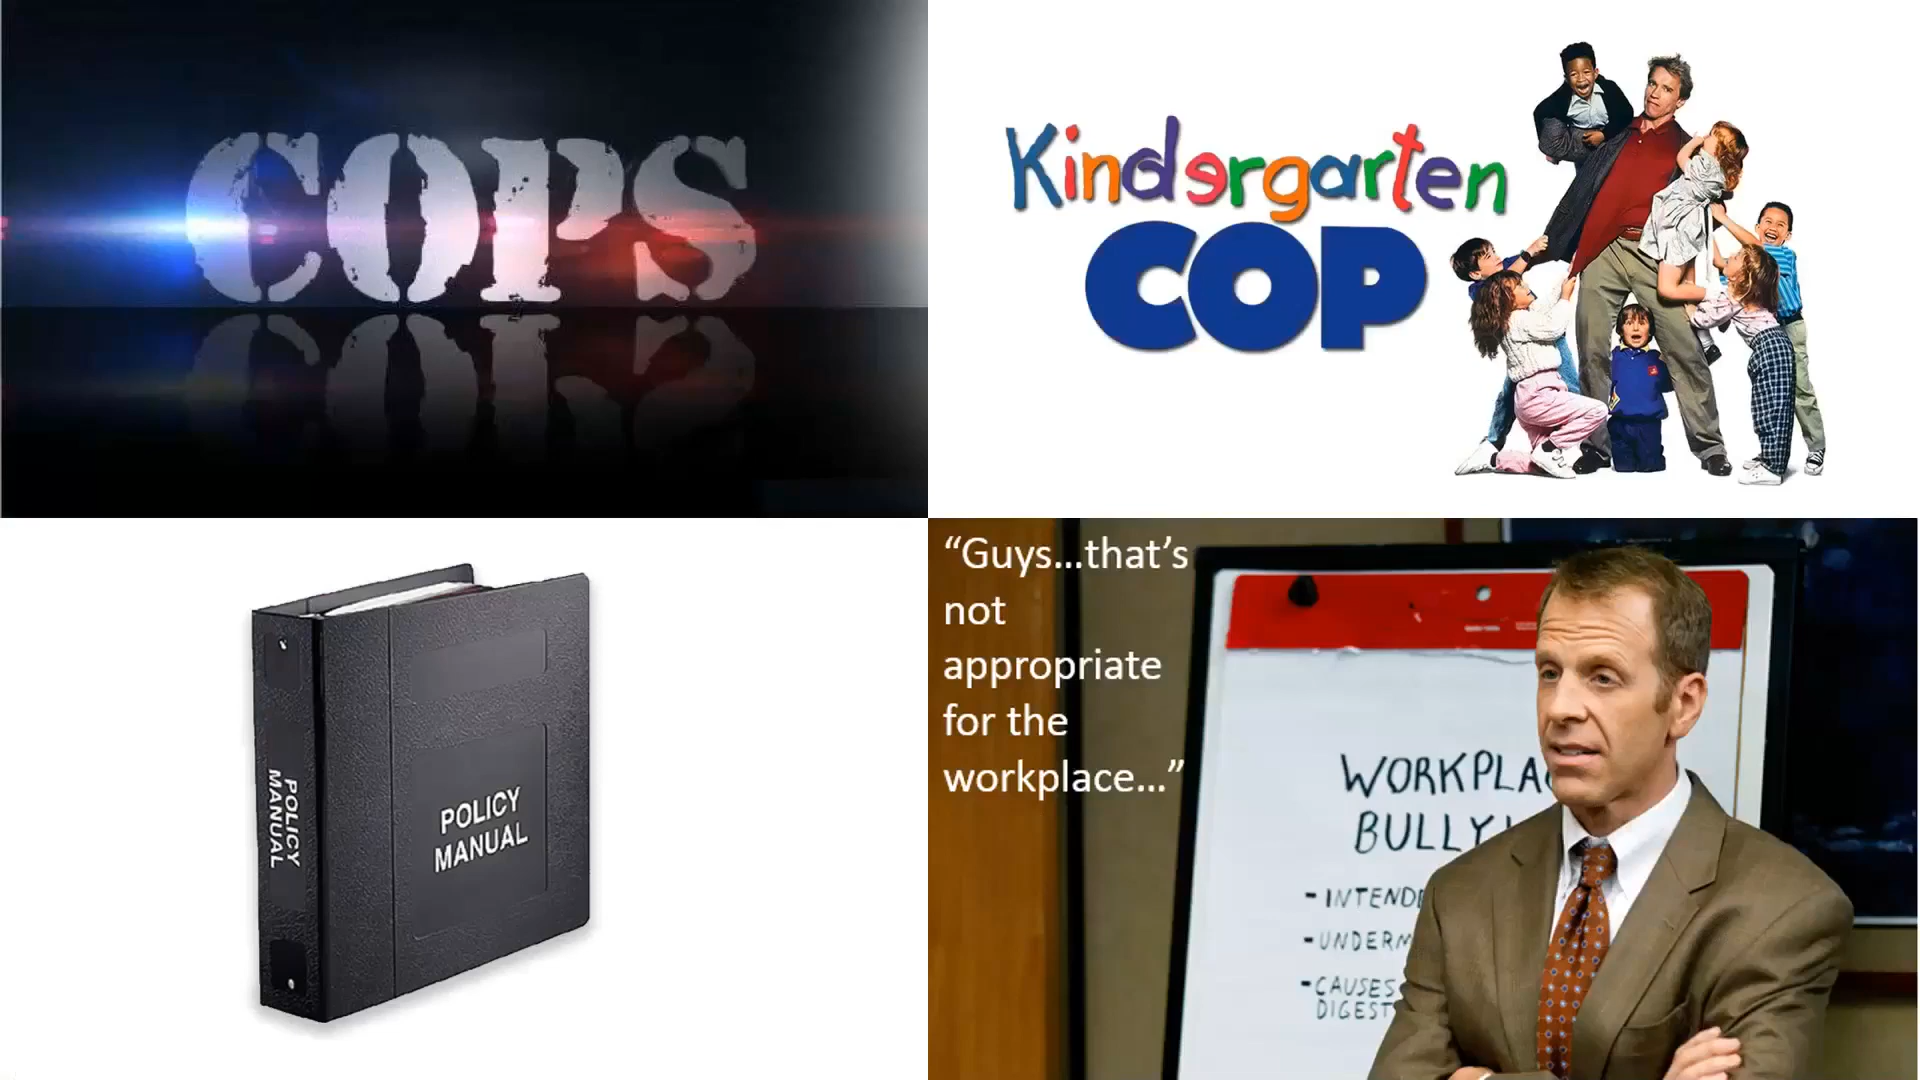 COPS
Kindergarten
COP
POLICY
MANUAL
POLICY
MANUAL
“Guys...that’s
not
appropriate
for the
workplace...”
WORKPLA
BULLY
- INTENDE
- UNDERM
- CAUSES
DIGEST